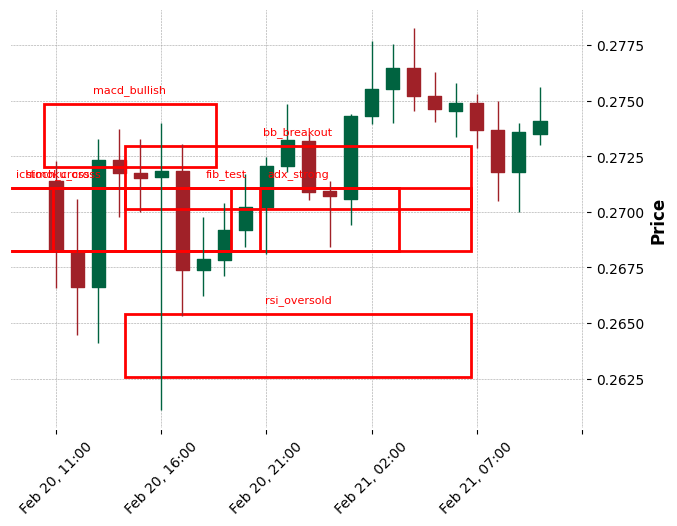 macd_bullish
bb_breakout
fib_test
adx_strong
rsi_oversold
0.2775
0.2750
0.2725
0.2700
0.2675
0.2650
0.2625
Price
Feb 20, 11:00
Feb 20, 16:00
Feb 20, 21:00
Feb 21, 02:00
Feb 21, 07:00